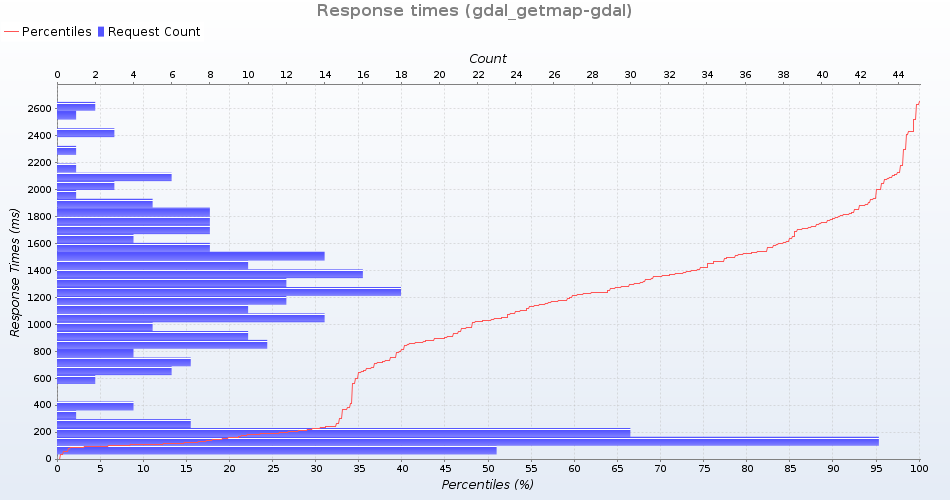 Response times (gdal_getmap-gdal)
Percentiles Request Count
Count
0 2 4 6 8 10 12 14 16 18 20 22 24 26 28 30 32 34 36 38 40 42 44
2600
2400
2200
2000
1800
1600
1400
1200
1000
800
600
400
200
0
Response Times (ms)
0 5 10 15 20 25 30 35 40 45 50 55 60 65 70 75 80 85 90 95 100
Percentiles (%)